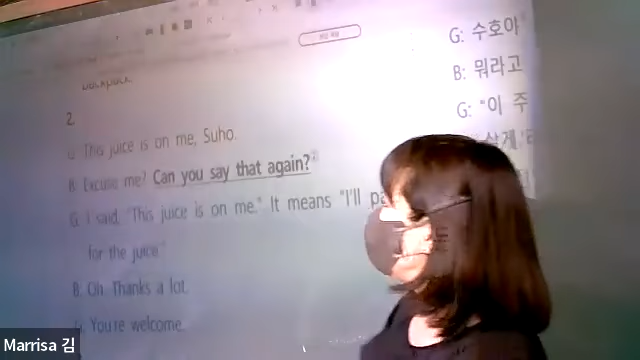 2.
G: This juice is on me, Suho.
B: Excuse me? Can you say that again?
G: I said, "This juice is on me." It means "I'll pa
for the juice."
B: Oh. Thanks a lot.
G: You're welcome.
G: 수호아
B: 뭐라고
G: "이 주
Marrisa 김